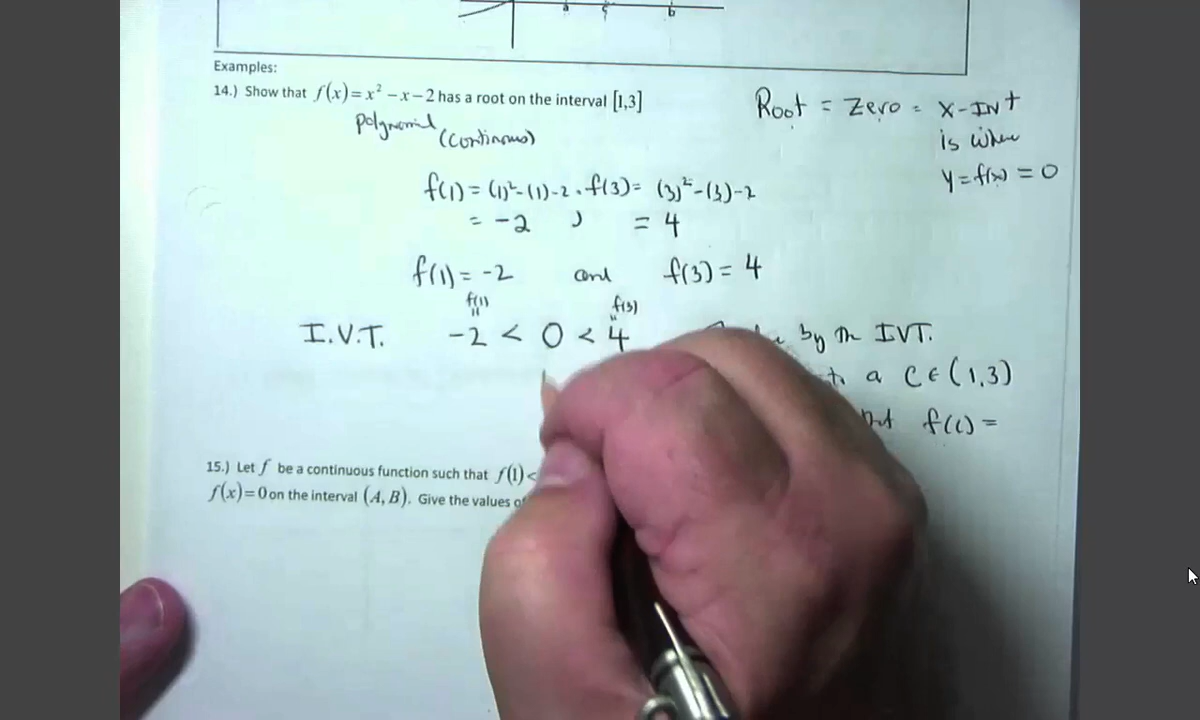 a c b
Examples:
14.) Show that f(x)=x² -x-2 has a root on the interval [1,3]
Root = Zero = X-INT
is when
y=f(x) = 0
polynomial (continuous)
f(1) = (1)²-(1)-2 , f(3)= (3)²-(3)-2
= -2 , = 4
f(1)= -2 and f(3) = 4
f(1) f(3)
I.V.T. -2 < 0 < 4 by the IVT.
a C∈(1,3)
f(c) =
15.) Let f be a continuous function such that f(1)<
f(x)=0 on the interval (A, B). Give the values